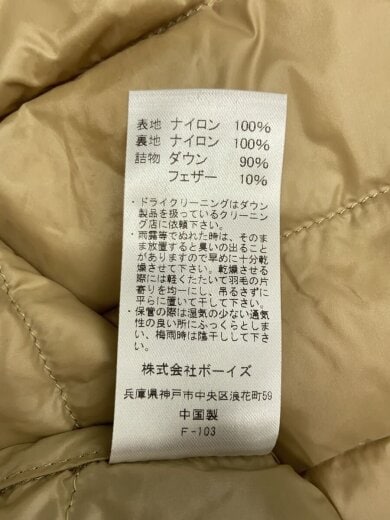 表地 ナイロン 100%
裏地 ナイロン 100%
詰物 ダウン 90%
フェザー 10%
・ドライクリーニングはダウン
製品を扱っているクリーニン
グ店に依頼下さい。
・雨露等でぬれた時は、そのま
ま放置すると臭いの出ること
がありますので早めに十分乾
燥させて下さい。乾燥させる
際には軽くたたいて羽毛の片
寄りを均一にし、吊るさずに
平らに置いて干して下さい。
・保管の際は湿気の少ない通気
性の良い所にふっくらとしま
い、梅雨時は陰干しして下さ
い。
株式会社ボーイズ
兵庫県神戸市中央区浪花町59
中国製
F-103